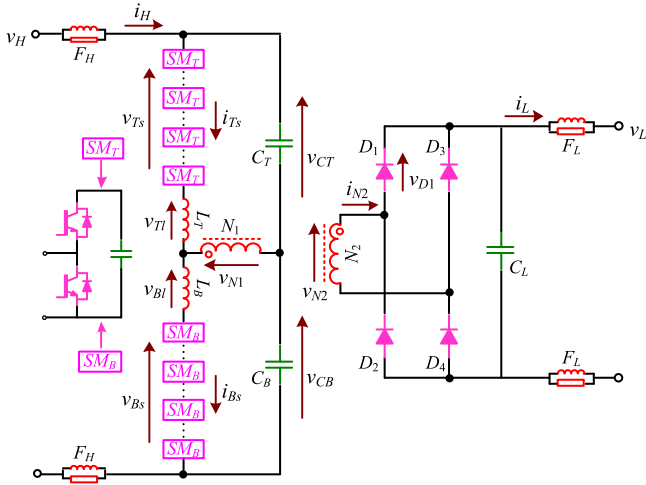 i_H
v_H
F_H
SM_T
SM_T
v_Ts
i_Ts
SM_T
C_T
v_CT
SM_T
SM_T
i_L
v_L
F_L
D_1
D_3
v_D1
i_N2
v_Tl
L_T
N_1
v_N1
v_N2
N_2
C_L
v_Bl
L_B
SM_B
SM_B
SM_B
v_Bs
i_Bs
SM_B
SM_B
C_B
v_CB
D_2
D_4
F_L
F_H